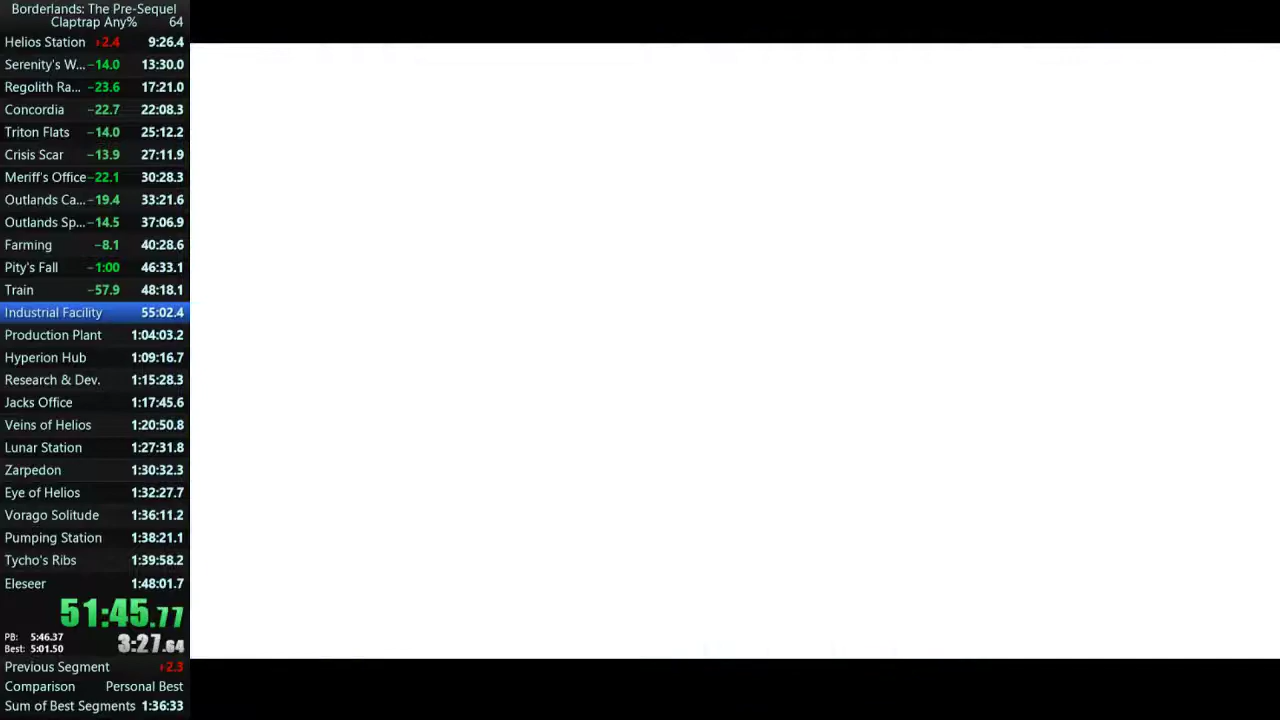 Borderlands: The Pre-Sequel
Claptrap Any% 64
Helios Station +2.4 9:26.4
Serenity's W... −14.0 13:30.0
Regolith Ra... −23.6 17:21.0
Concordia −22.7 22:08.3
Triton Flats −14.0 25:12.2
Crisis Scar −13.9 27:11.9
Meriff's Office −22.1 30:28.3
Outlands Ca... −19.4 33:21.6
Outlands Sp... −14.5 37:06.9
Farming −8.1 40:28.6
Pity's Fall −1:00 46:33.1
Train −57.9 48:18.1
Industrial Facility 55:02.4
Production Plant 1:04:03.2
Hyperion Hub 1:09:16.7
Research & Dev. 1:15:28.3
Jacks Office 1:17:45.6
Veins of Helios 1:20:50.8
Lunar Station 1:27:31.8
Zarpedon 1:30:32.3
Eye of Helios 1:32:27.7
Vorago Solitude 1:36:11.2
Pumping Station 1:38:21.1
Tycho's Ribs 1:39:58.2
Eleseer 1:48:01.7
51:45.77
PB: 5:46.37
Best: 5:01.50 3:27.64
Previous Segment +2.3
Comparison Personal Best
Sum of Best Segments 1:36:33